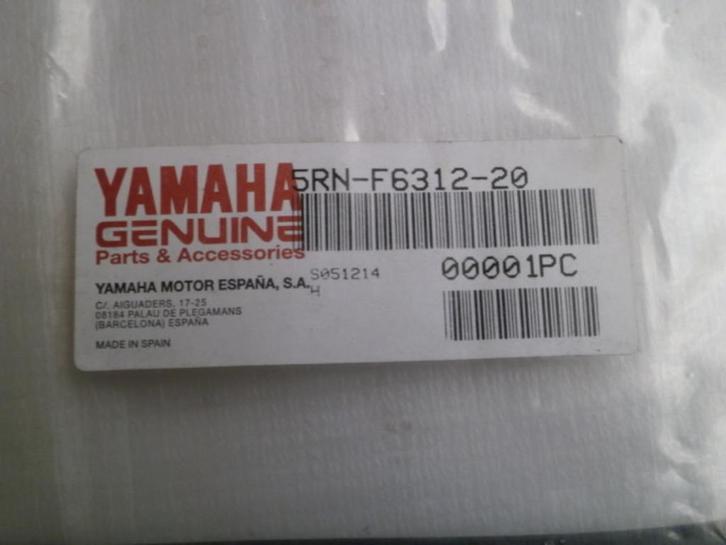 YAMAHA
GENUINE
Parts & Accessories
5RN-F6312-20
YAMAHA MOTOR ESPAÑA, S.A.
S051214
H
00001PC
C/. AIGUADERS, 17-25
08184 PALAU DE PLEGAMANS
(BARCELONA) ESPAÑA
MADE IN SPAIN